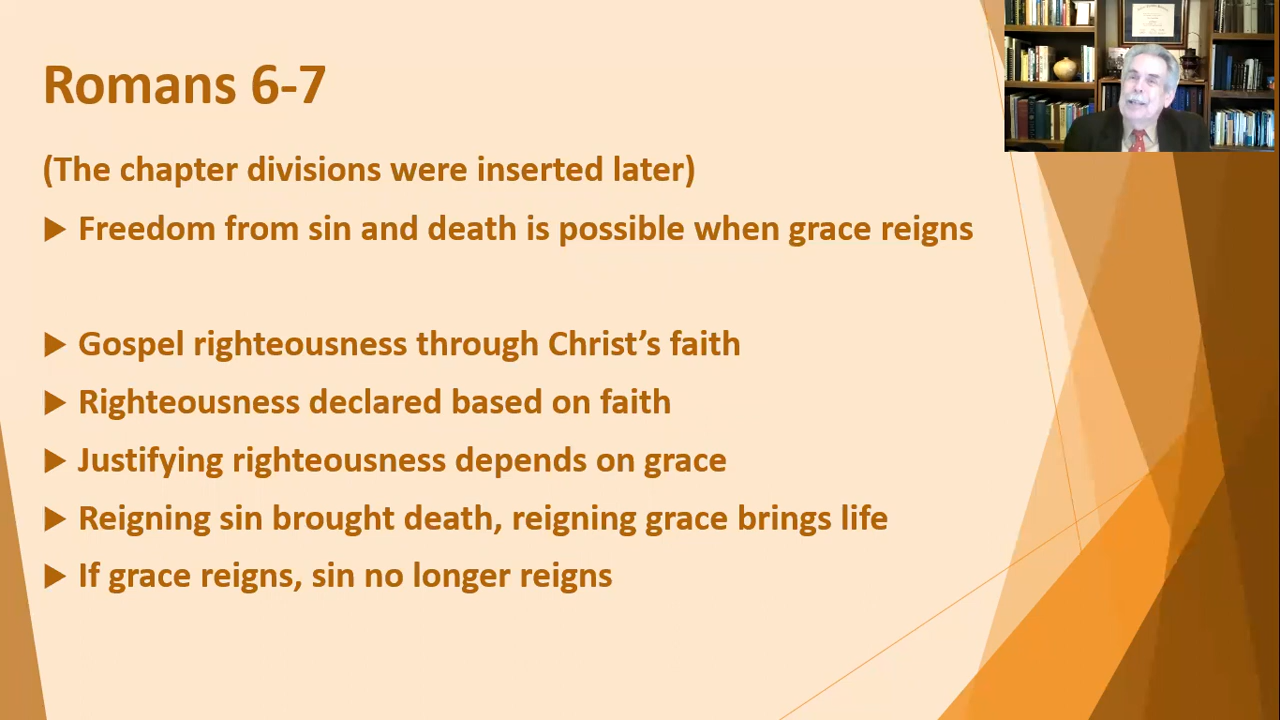 Romans 6-7
(The chapter divisions were inserted later)
Freedom from sin and death is possible when grace reigns
Gospel righteousness through Christ’s faith
Righteousness declared based on faith
Justifying righteousness depends on grace
Reigning sin brought death, reigning grace brings life
If grace reigns, sin no longer reigns